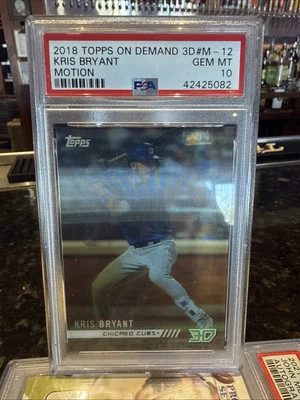 2018 TOPPS ON DEMAND 3D #M-12
KRIS BRYANT GEM MT
MOTION 10
PSA 42425082
Topps
KRIS BRYANT
CHICAGO CUBS
3D